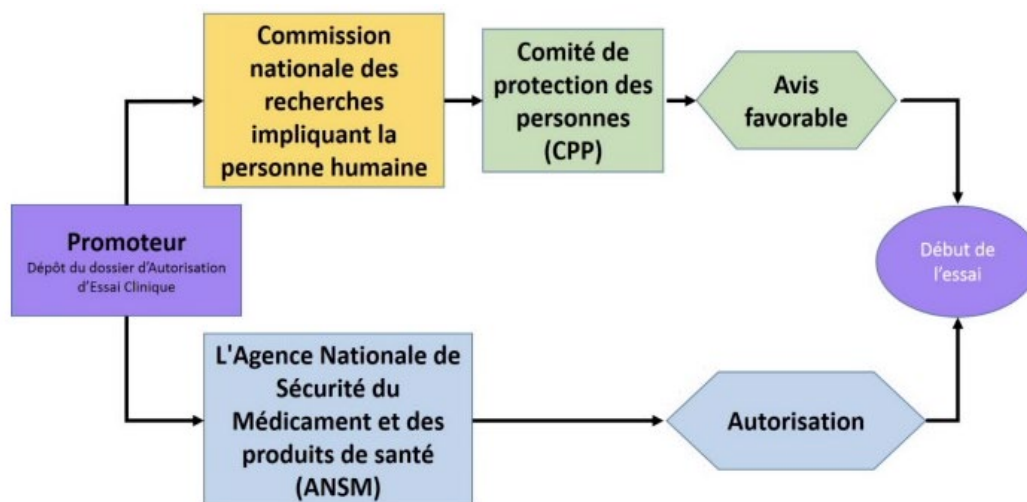 Commission
nationale des
recherches
impliquant la
personne humaine
Comité de
protection des
personnes
(CPP)
Avis
favorable
Promoteur
Dépôt du dossier d'Autorisation
d'Essai Clinique
Début de
l'essai
L'Agence Nationale de
Sécurité du
Médicament et des
produits de santé
(ANSM)
Autorisation